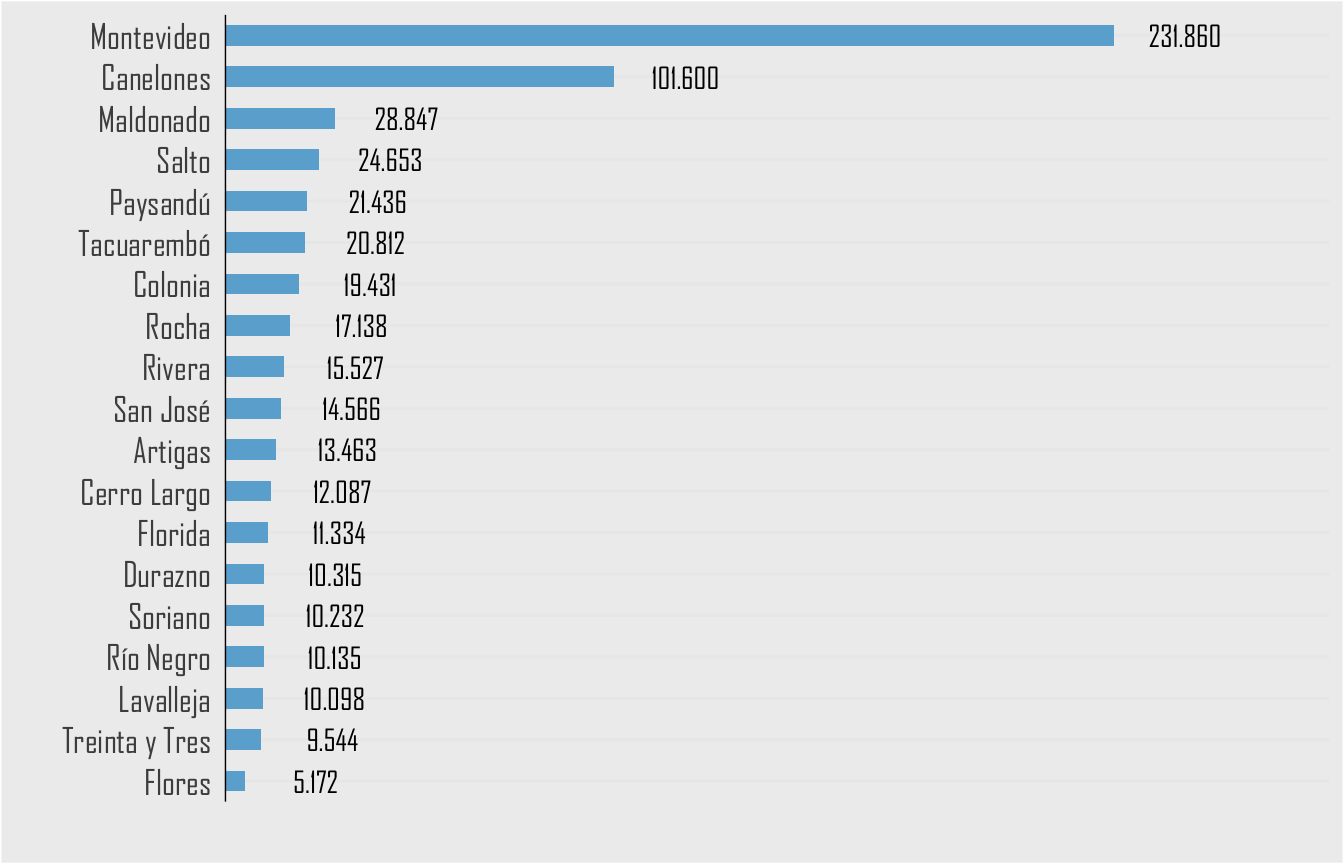 Montevideo 231.860
Canelones 101.600
Maldonado 28.847
Salto 24.653
Paysandú 21.436
Tacuarembó 20.812
Colonia 19.431
Rocha 17.138
Rivera 15.527
San José 14.566
Artigas 13.463
Cerro Largo 12.087
Florida 11.334
Durazno 10.315
Soriano 10.232
Río Negro 10.135
Lavalleja 10.098
Treinta y Tres 9.544
Flores 5.172